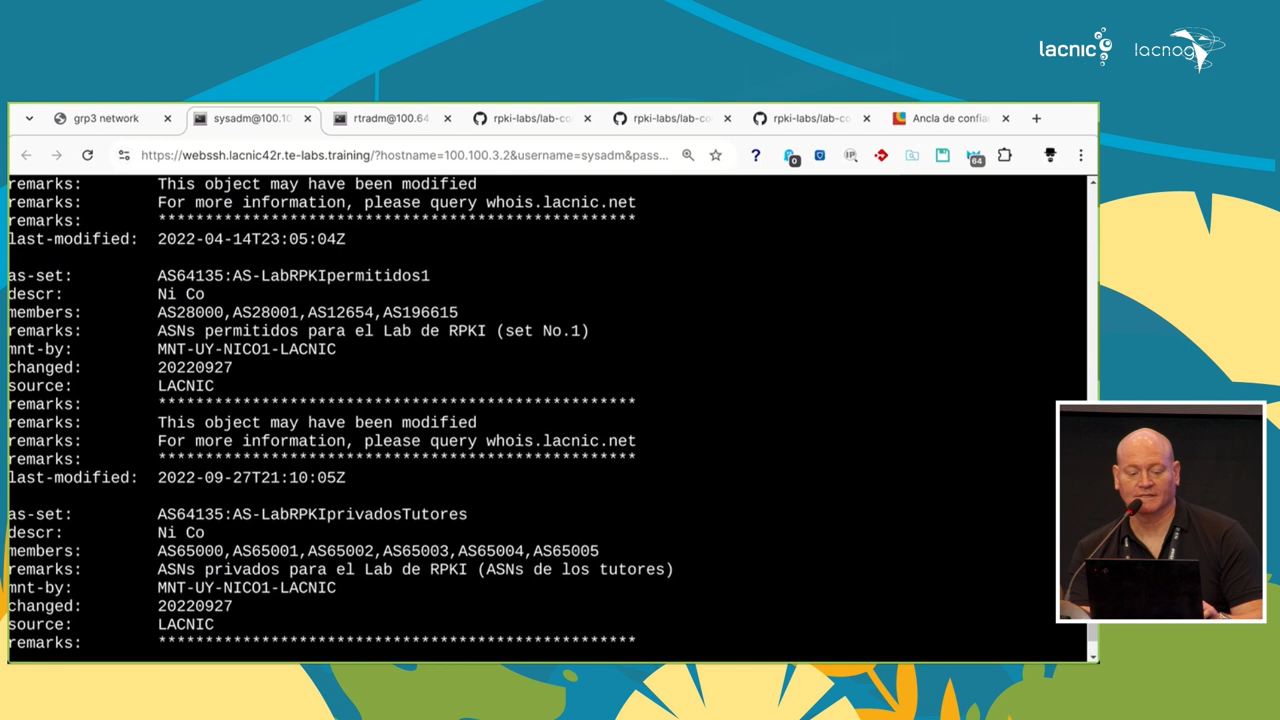 lacnic
lacnog
grp3 network
sysadm@100.10
rtradm@100.64
rpki-labs/lab-co
rpki-labs/lab-co
rpki-labs/lab-co
Ancla de confia
https://webssh.lacnic42r.te-labs.training/?hostname=100.100.3.2&username=sysadm&pass...
0
IP
64
remarks: This object may have been modified
remarks: For more information, please query whois.lacnic.net
remarks: ***************************************************
last-modified: 2022-04-14T23:05:04Z
as-set: AS64135:AS-LabRPKIpermitidos1
descr: Ni Co
members: AS28000,AS28001,AS12654,AS196615
remarks: ASNs permitidos para el Lab de RPKI (set No.1)
mnt-by: MNT-UY-NICO1-LACNIC
changed: 20220927
source: LACNIC
remarks: ***************************************************
remarks: This object may have been modified
remarks: For more information, please query whois.lacnic.net
remarks: ***************************************************
last-modified: 2022-09-27T21:10:05Z
as-set: AS64135:AS-LabRPKIprivadosTutores
descr: Ni Co
members: AS65000,AS65001,AS65002,AS65003,AS65004,AS65005
remarks: ASNs privados para el Lab de RPKI (ASNs de los tutores)
mnt-by: MNT-UY-NICO1-LACNIC
changed: 20220927
source: LACNIC
remarks: ***************************************************